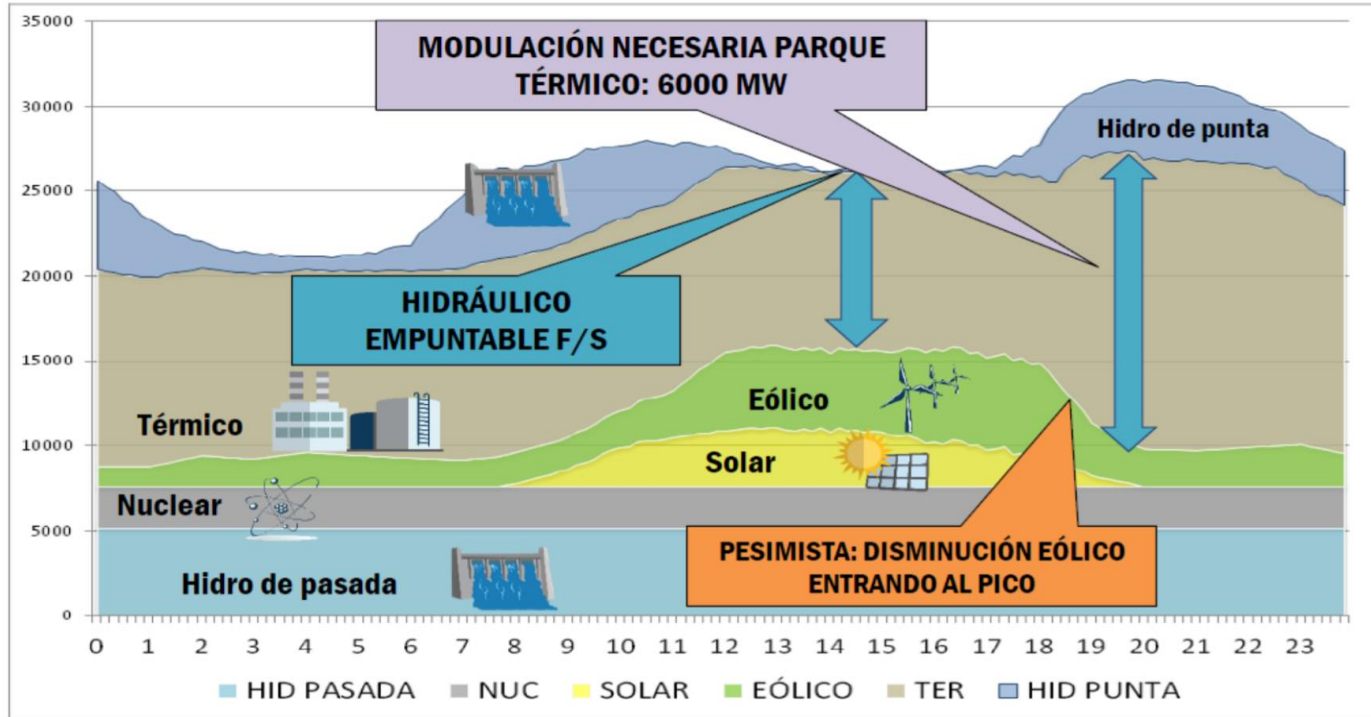 35000
30000
25000
20000
15000
10000
5000
0
MODULACIÓN NECESARIA PARQUE
TÉRMICO: 6000 MW
Hidro de punta
HIDRÁULICO
EMPUNTABLE F/S
Térmico
Eólico
Solar
Nuclear
PESIMISTA: DISMINUCIÓN EÓLICO
ENTRANDO AL PICO
Hidro de pasada
0 1 2 3 4 5 6 7 8 9 10 11 12 13 14 15 16 17 18 19 20 21 22 23
HID PASADA NUC SOLAR EÓLICO TER HID PUNTA